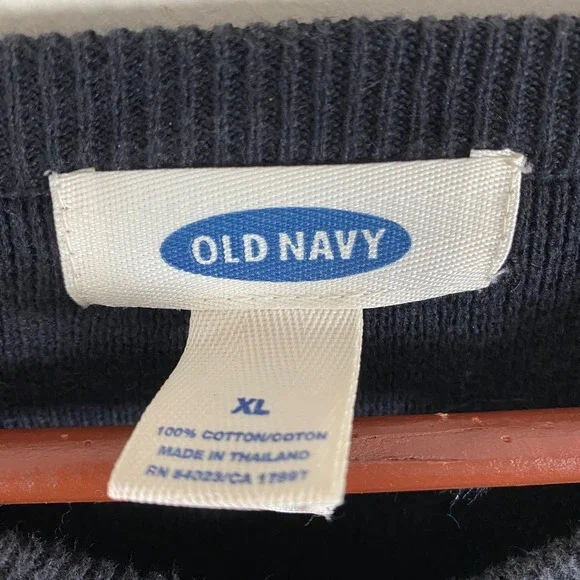 OLD NAVY
XL
100% COTTON/COTON
MADE IN THAILAND
RN 54023/CA 17897